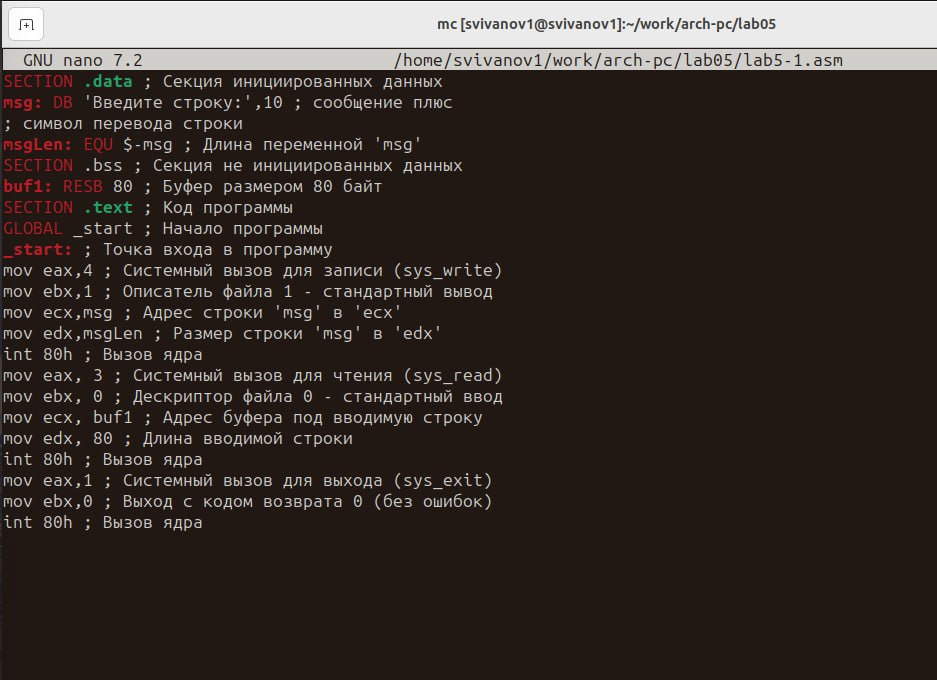 mc [svivanov1@svivanov1]:~/work/arch-pc/lab05
GNU nano 7.2 /home/svivanov1/work/arch-pc/lab05/lab5-1.asm
SECTION .data ; Секция инициированных данных
msg: DB 'Введите строку:',10 ; сообщение плюс
; символ перевода строки
msgLen: EQU $-msg ; Длина переменной 'msg'
SECTION .bss ; Секция не инициированных данных
buf1: RESB 80 ; Буфер размером 80 байт
SECTION .text ; Код программы
GLOBAL _start ; Начало программы
_start: ; Точка входа в программу
mov eax,4 ; Системный вызов для записи (sys_write)
mov ebx,1 ; Описатель файла 1 - стандартный вывод
mov ecx,msg ; Адрес строки 'msg' в 'ecx'
mov edx,msgLen ; Размер строки 'msg' в 'edx'
int 80h ; Вызов ядра
mov eax, 3 ; Системный вызов для чтения (sys_read)
mov ebx, 0 ; Дескриптор файла 0 - стандартный ввод
mov ecx, buf1 ; Адрес буфера под вводимую строку
mov edx, 80 ; Длина вводимой строки
int 80h ; Вызов ядра
mov eax,1 ; Системный вызов для выхода (sys_exit)
mov ebx,0 ; Выход с кодом возврата 0 (без ошибок)
int 80h ; Вызов ядра